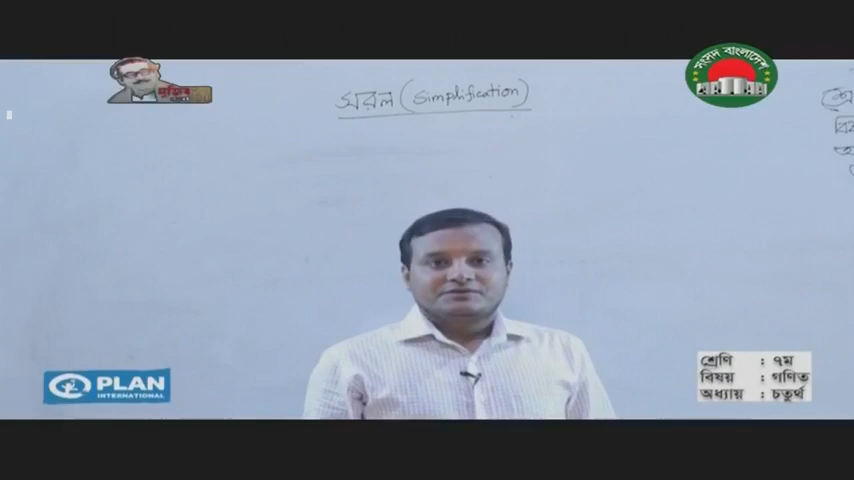 মুজিব
সংসদ বাংলাদেশ
সরল (Simplification)
PLAN
INTERNATIONAL
শ্রেণি : ৭ম
বিষয় : গণিত
অধ্যায় : চতুর্থ